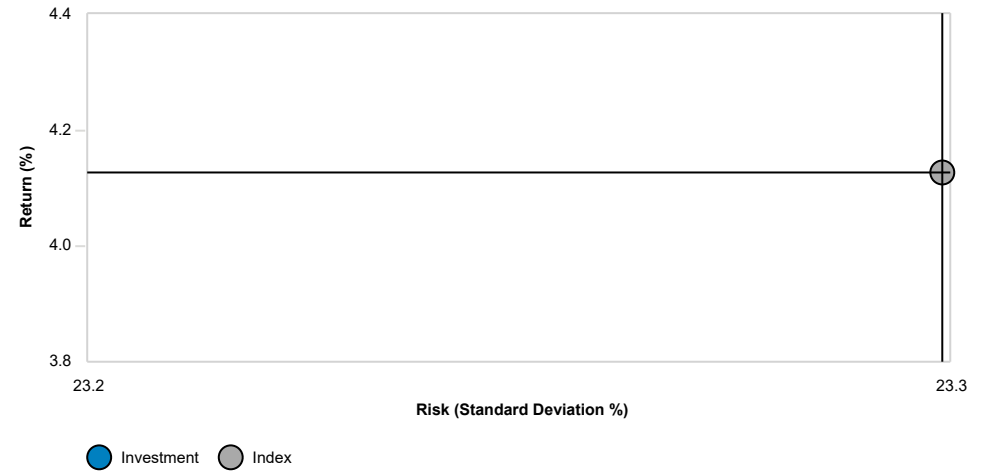 4.4
4.2
Return (%)
4.0
3.8
23.2
23.3
Risk (Standard Deviation %)
Investment
Index